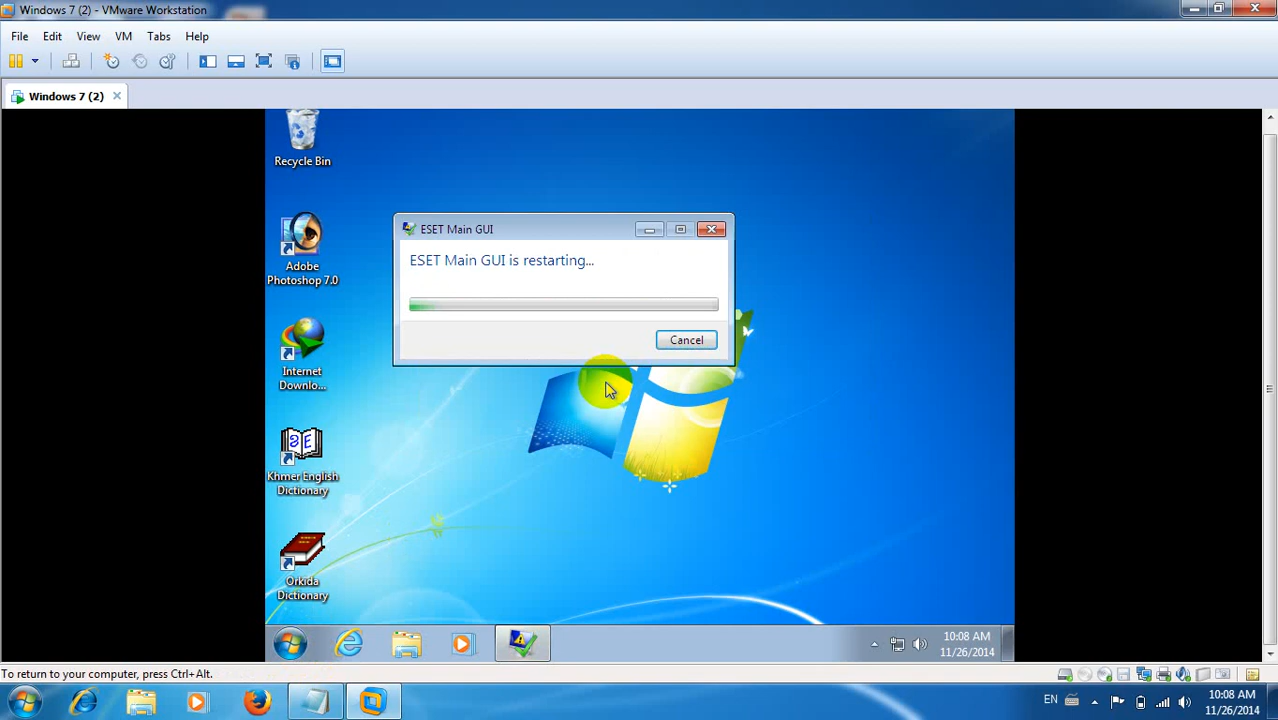 Windows 7 (2) - VMware Workstation
File Edit View VM Tabs Help
Windows 7 (2)
Recycle Bin
Adobe
Photoshop 7.0
Internet
Downlo...
Khmer English
Dictionary
Orkida
Dictionary
ESET Main GUI
ESET Main GUI is restarting...
Cancel
10:08 AM
11/26/2014
To return to your computer, press Ctrl+Alt.
EN
10:08 AM
11/26/2014